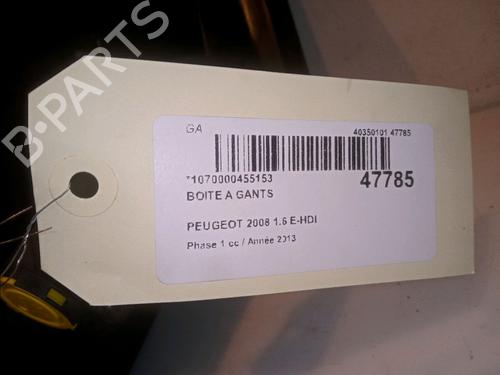 B·PARTS
GA
40350101 47785
*1070000455153
47785
BOITE A GANTS
PEUGEOT 2008 1.6 E-HDI
Phase 1 cc / Année 2013